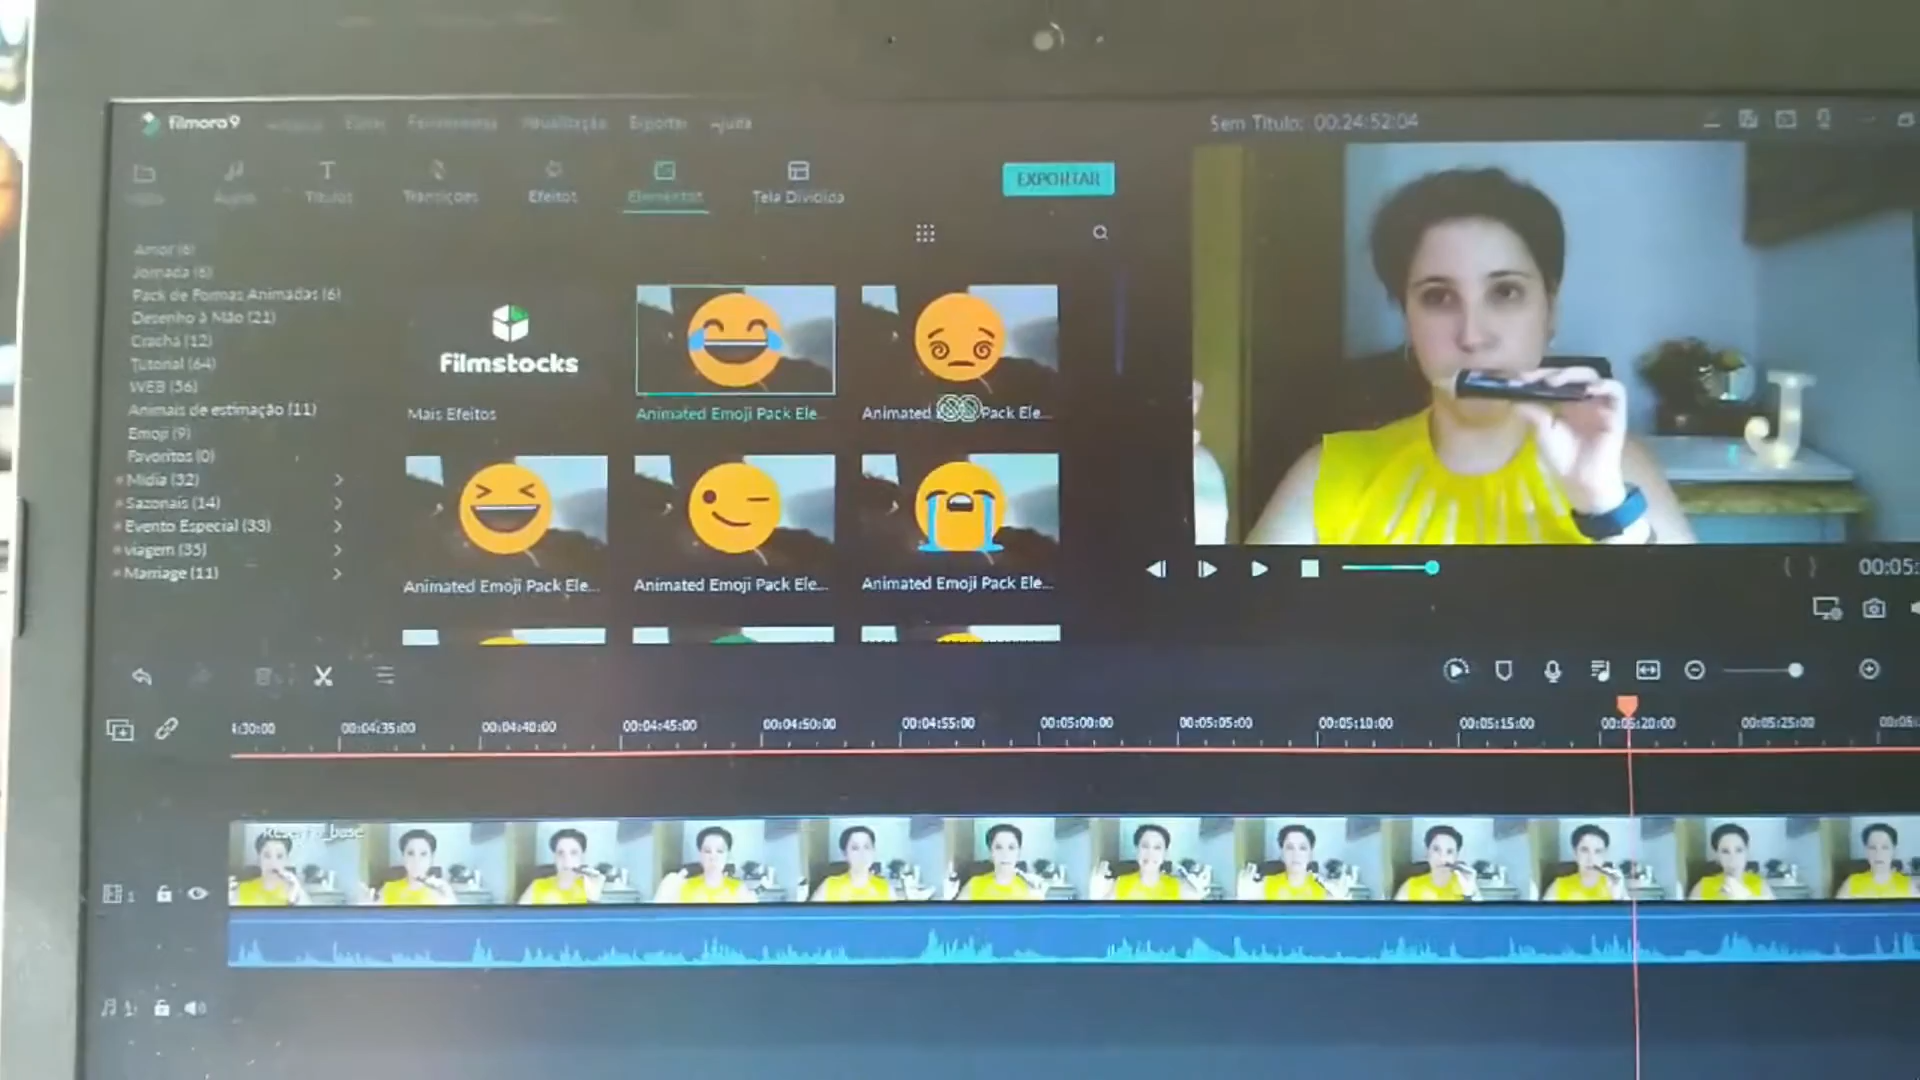 filmora9
Exportar Ajuda
Sem Título: 00:24:52:04
Títulos Transições Efeitos Elementos Tela Dividida
EXPORTAR
Amor (6)
Jornada (6)
Pack de Formas Animadas (6)
Desenho à Mão (21)
Crachá (12)
Tutorial (64)
WEB (56)
Animais de estimação (11)
Emoji (9)
Favoritos (0)
Mídia (32)
Sazonais (14)
Evento Especial (33)
viagem (35)
Marriage (11)
Filmstocks
Mais Efeitos
Animated Emoji Pack Ele...
Animated Pack Ele...
Animated Emoji Pack Ele...
Animated Emoji Pack Ele...
Animated Emoji Pack Ele...
J
00:05:
4:30:00 00:04:35:00 00:04:40:00 00:04:45:00 00:04:50:00 00:04:55:00 00:05:00:00 00:05:05:00 00:05:10:00 00:05:15:00 00:05:20:00 00:05:25:00 00:05:
1
1